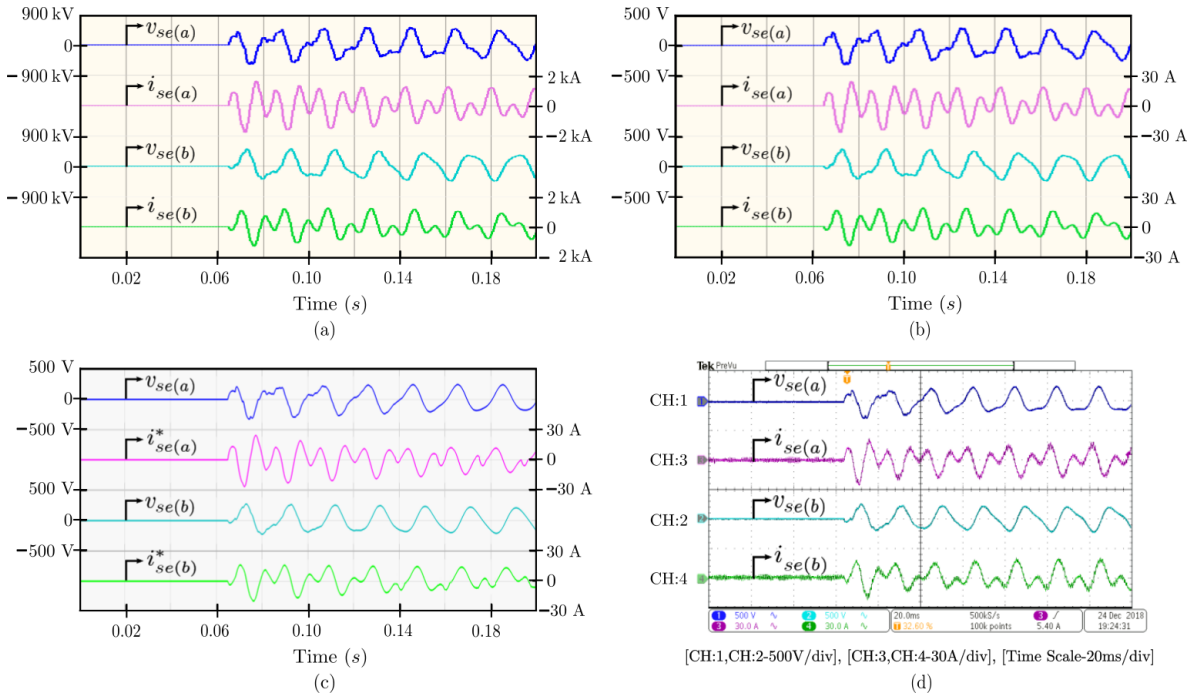 900 kV
v_se(a)
0
−900 kV
2 kA
i_se(a)
0
900 kV
−2 kA
v_se(b)
0
−900 kV
2 kA
i_se(b)
0
2 kA
0.02 0.06 0.10 0.14 0.18
Time (s)
(a)
500 V
v_se(a)
0
−500 V
30 A
i_se(a)
0
500 V
−30 A
v_se(b)
0
−500 V
30 A
i_se(b)
0
−30 A
0.02 0.06 0.10 0.14 0.18
Time (s)
(b)
500 V
v_se(a)
0
−500 V
30 A
i*_se(a)
0
500 V
−30 A
v_se(b)
0
−500 V
30 A
i*_se(b)
0
−30 A
0.02 0.06 0.10 0.14 0.18
Time (s)
(c)
Tek PreVu
T
CH:1 1 v_se(a)
CH:3 i_se(a)
CH:2 2 v_se(b)
CH:4 4 i_se(b)
1 500 V 2 500 V 20.0ms 500kS/s 3 24 Dec 2018
3 30.0 A 4 30.0 A T 32.60 % 100k points 5.40 A 19:24:31
[CH:1,CH:2-500V/div], [CH:3,CH:4-30A/div], [Time Scale-20ms/div]
(d)